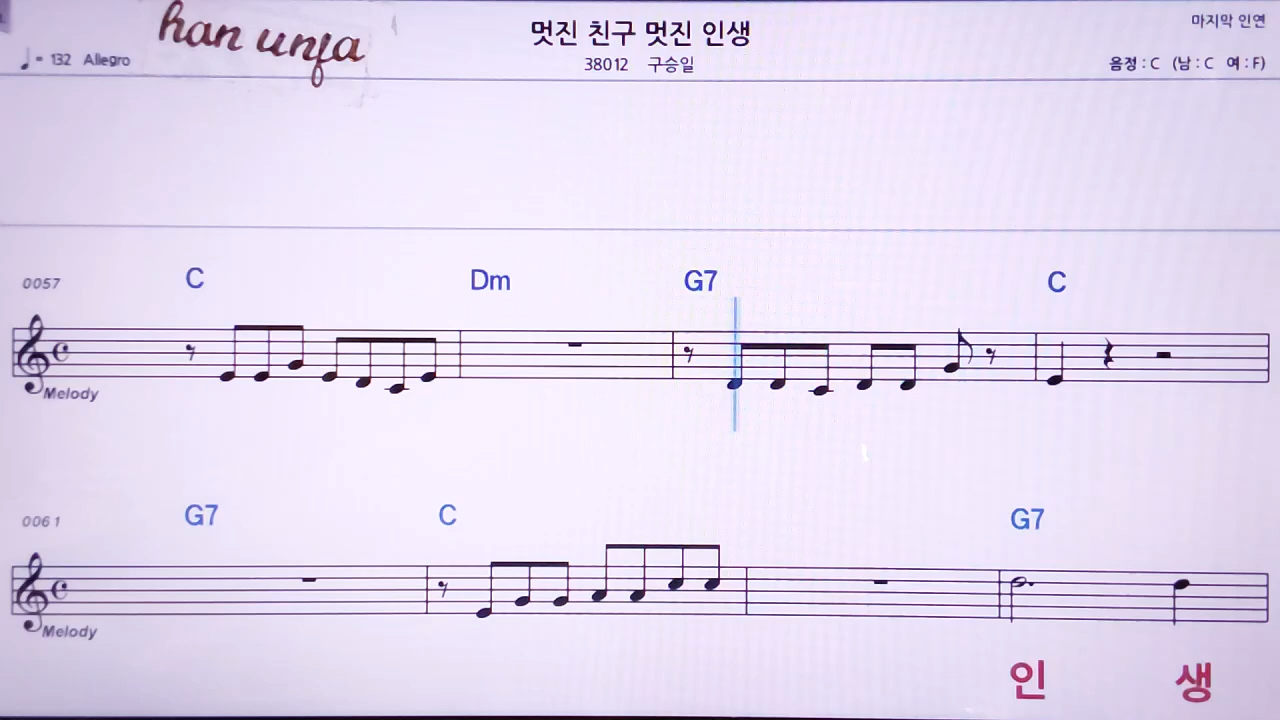 han unja
멋진 친구 멋진 인생
마지막 인연
♩= 132 Allegro
38012 구승일
음정 : C (남 : C 여 : F)
0057 C Dm G7 C
Melody
0061 G7 C G7
Melody
인 생